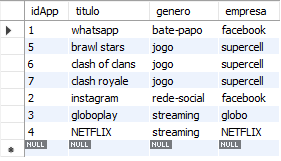 idApp titulo genero empresa
1 whatsapp bate-papo facebook
5 brawl stars jogo supercell
6 clash of clans jogo supercell
7 clash royale jogo supercell
2 instagram rede-social facebook
3 globoplay streaming globo
4 NETFLIX streaming NETFLIX
NULL NULL NULL NULL